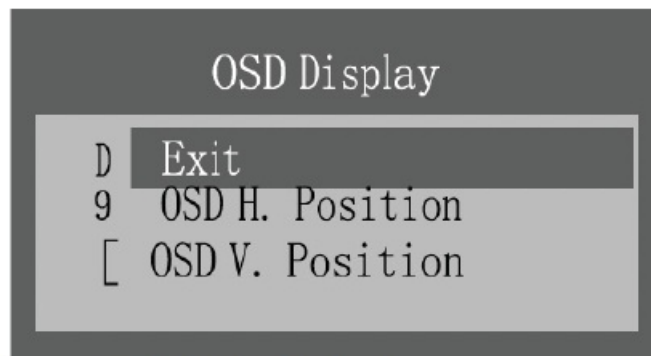 OSD Display
D Exit
9 OSD H. Position
[ OSD V. Position